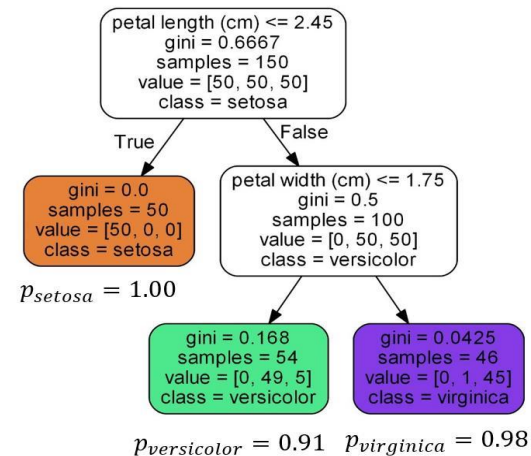 petal length (cm) <= 2.45
gini = 0.6667
samples = 150
value = [50, 50, 50]
class = setosa
True
False
gini = 0.0
samples = 50
value = [50, 0, 0]
class = setosa
p_setosa = 1.00
petal width (cm) <= 1.75
gini = 0.5
samples = 100
value = [0, 50, 50]
class = versicolor
gini = 0.168
samples = 54
value = [0, 49, 5]
class = versicolor
p_versicolor = 0.91
gini = 0.0425
samples = 46
value = [0, 1, 45]
class = virginica
p_virginica = 0.98